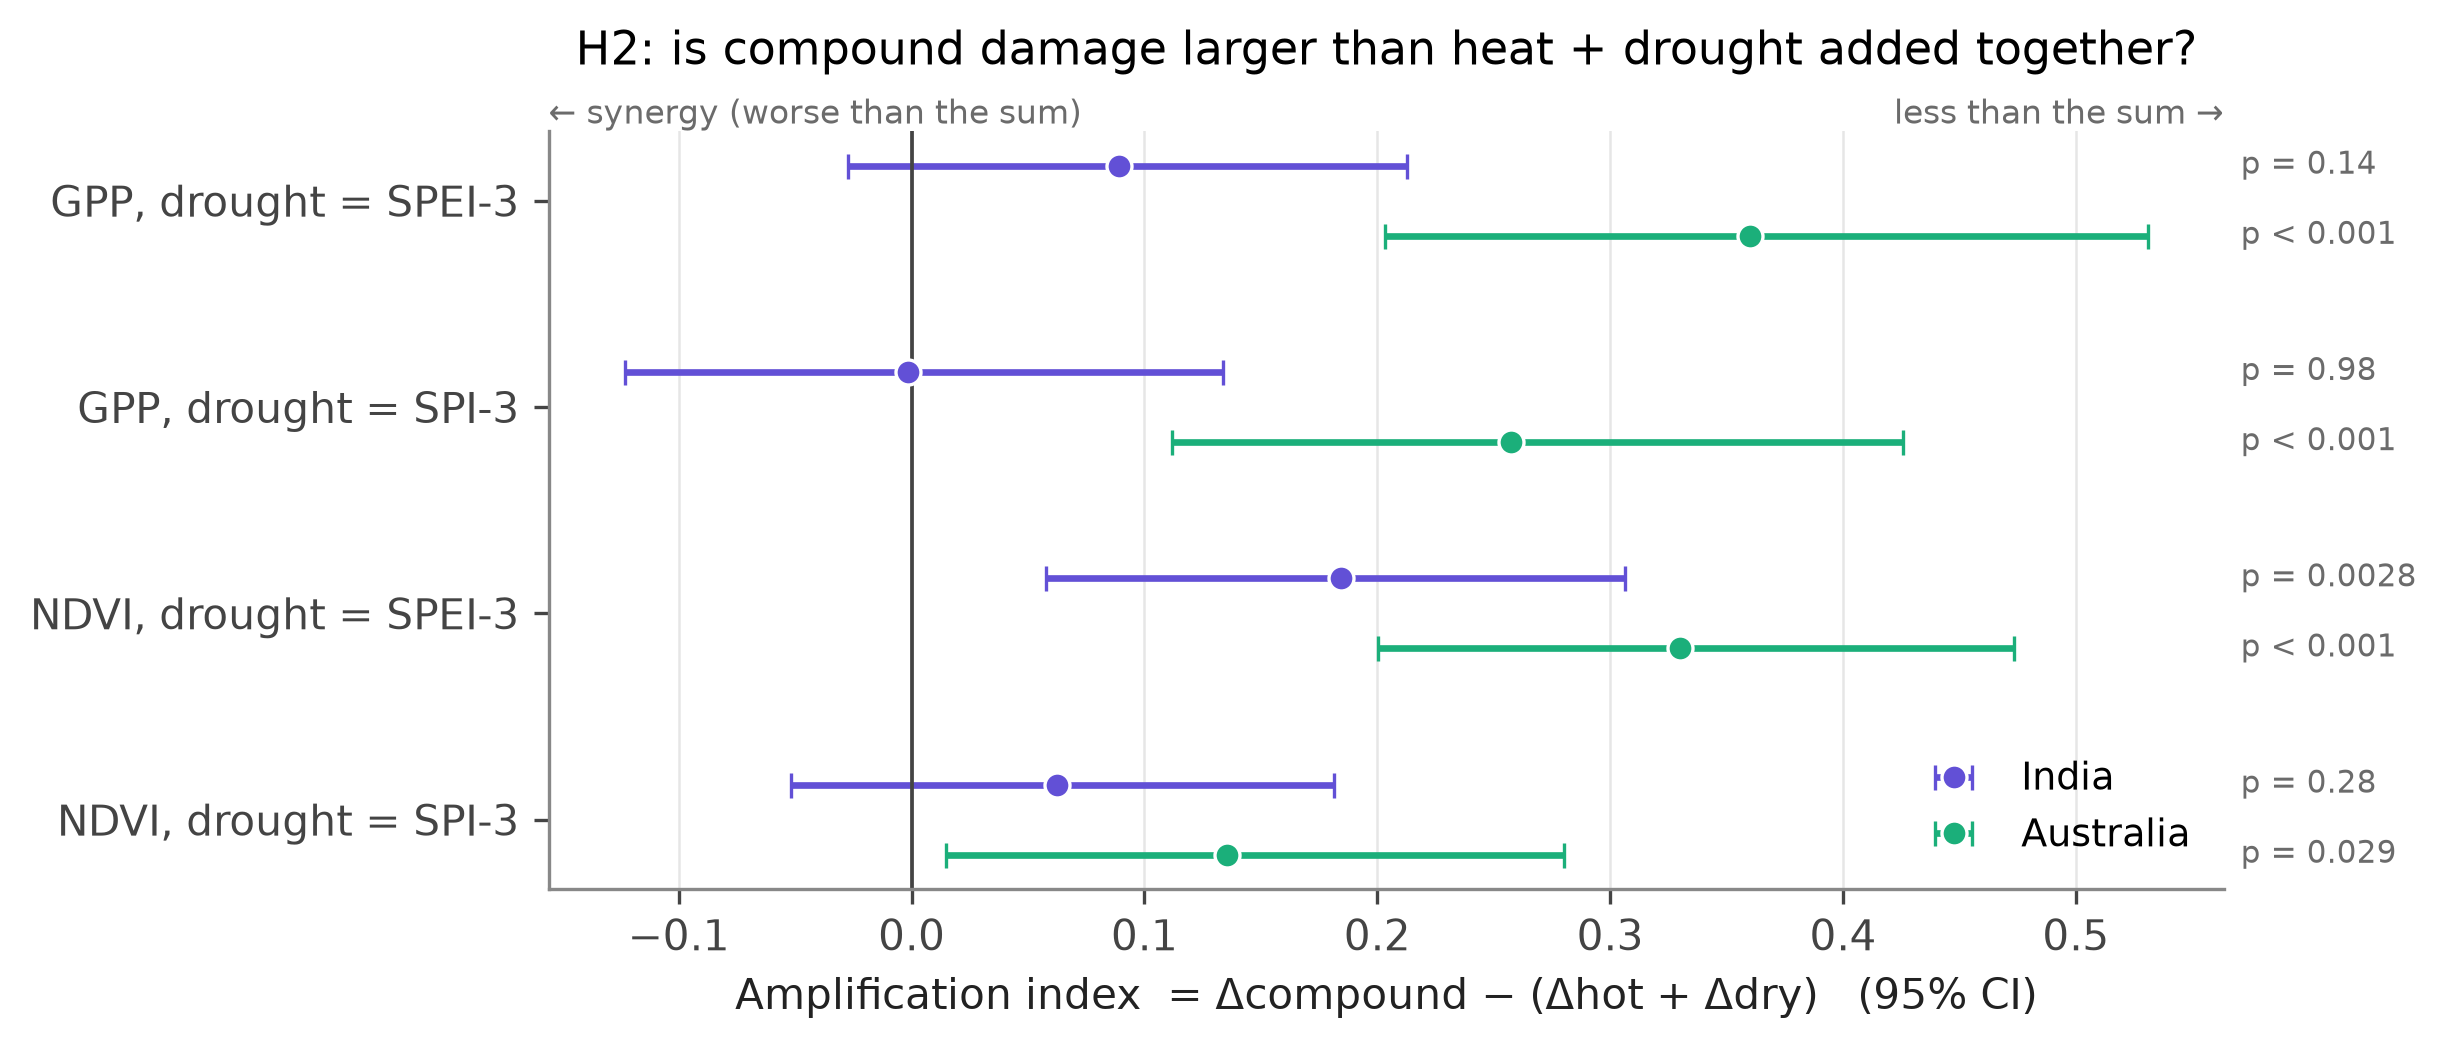 H2: is compound damage larger than heat + drought added together?
← synergy (worse than the sum)
less than the sum →
GPP, drought = SPEI-3
p = 0.14
p < 0.001
GPP, drought = SPI-3
p = 0.98
p < 0.001
NDVI, drought = SPEI-3
p = 0.0028
p < 0.001
NDVI, drought = SPI-3
p = 0.28
p = 0.029
India
Australia
−0.1 0.0 0.1 0.2 0.3 0.4 0.5
Amplification index = Δcompound − (Δhot + Δdry) (95% CI)